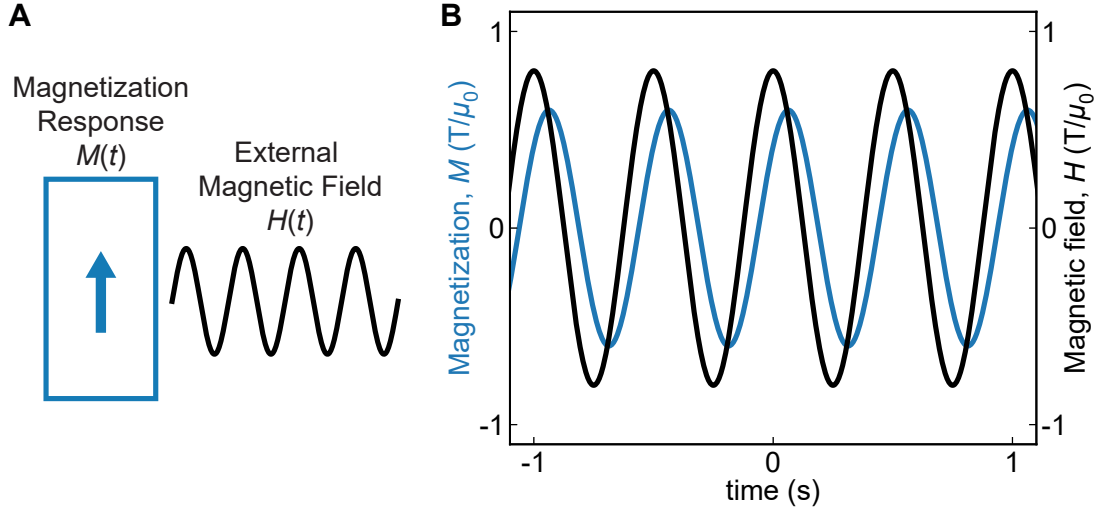 A
Magnetization
Response
M(t)
External
Magnetic Field
H(t)
B
Magnetization, M (T/μ₀)
1
0
-1
-1
0
1
time (s)
1
0
-1
Magnetic field, H (T/μ₀)